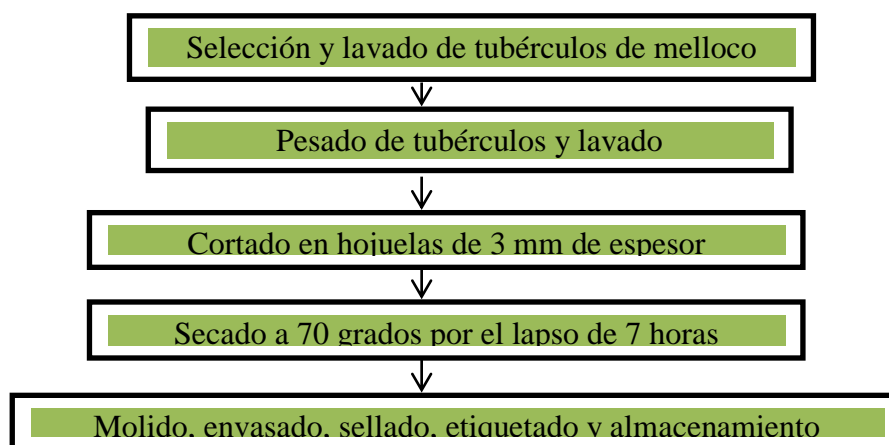 Selección y lavado de tubérculos de melloco
Pesado de tubérculos y lavado
Cortado en hojuelas de 3 mm de espesor
Secado a 70 grados por el lapso de 7 horas
Molido, envasado, sellado, etiquetado y almacenamiento